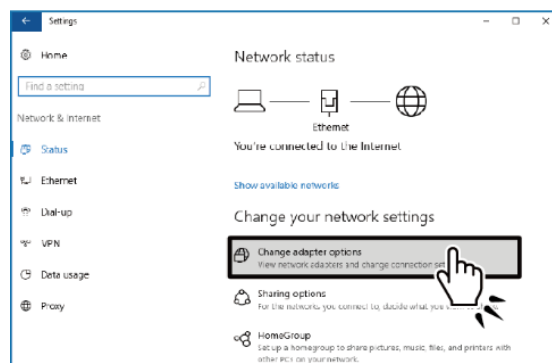 Settings
Home
Find a setting
Network & Internet
Status
Ethernet
Dial-up
VPN
Data usage
Proxy
Network status
Ethernet
You're connected to the Internet
Show available networks
Change your network settings
Change adapter options
View network adapters and change connection set
Sharing options
For the networks you connect to, decide what you
HomeGroup
Set up a homegroup to share pictures, music, files, and printers with
other PCs on your network.